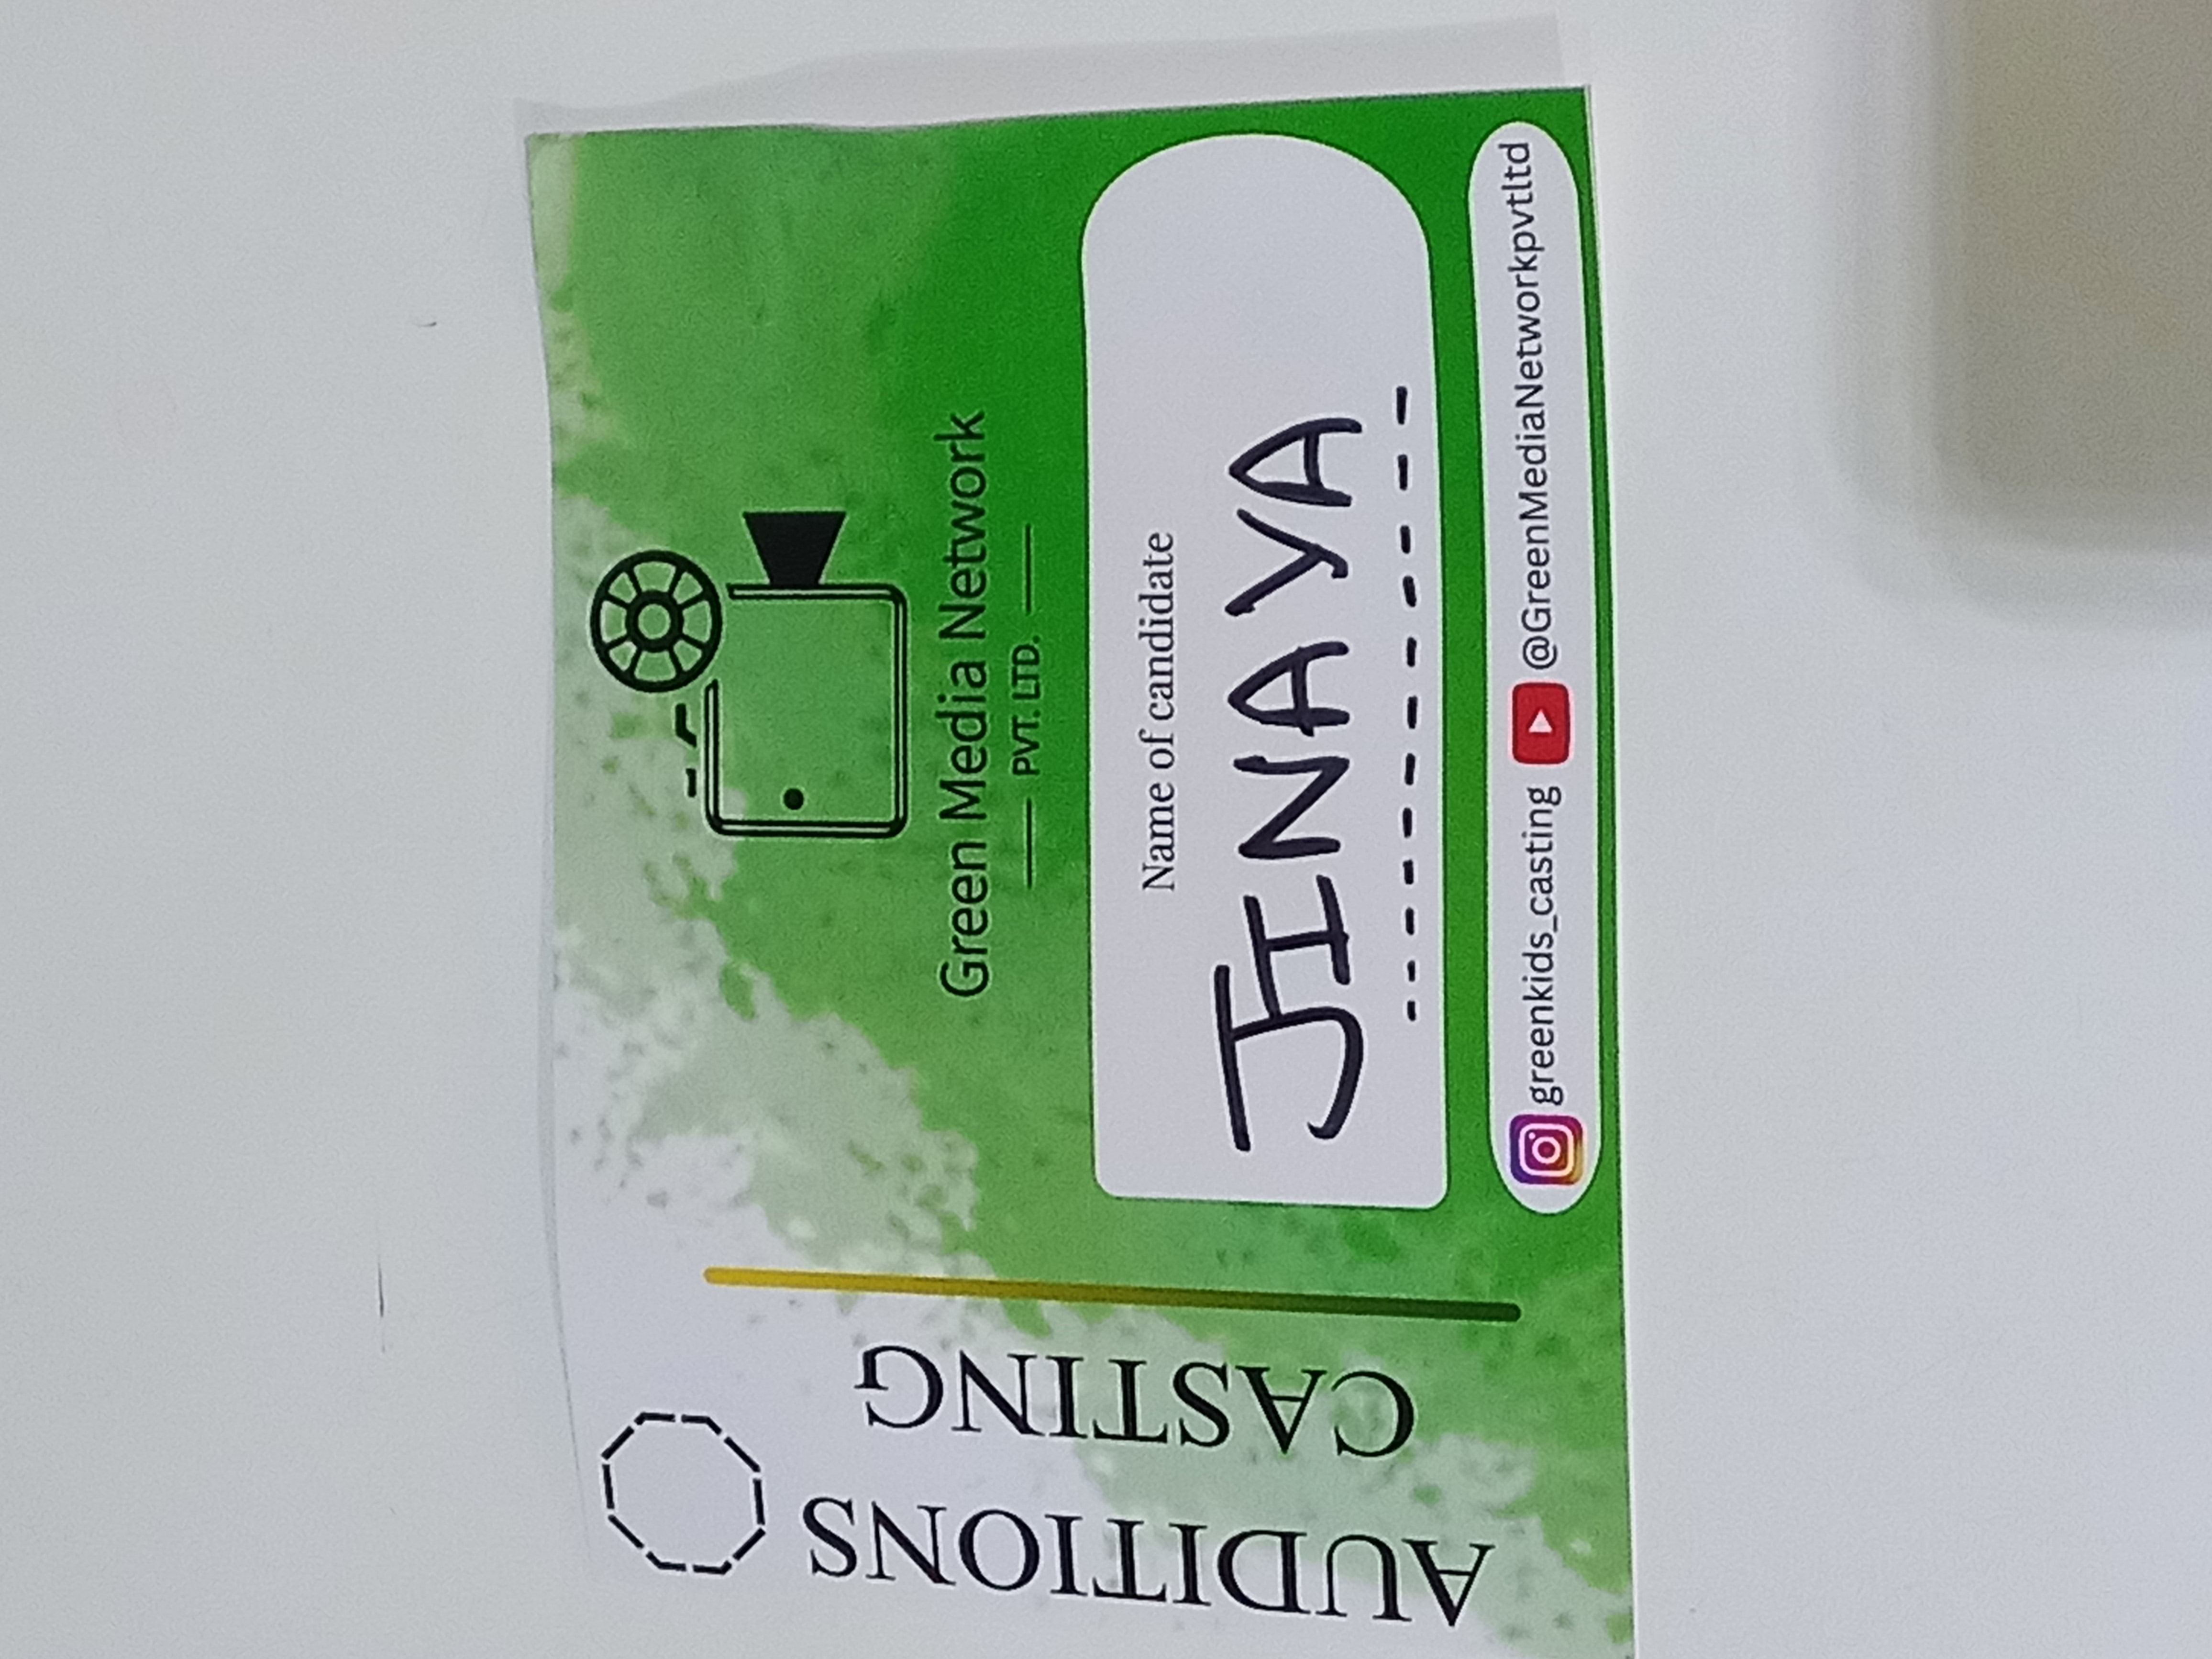 AUDITIONS
CASTING
Green Media Network
PVT. LTD.
Name of candidate
JINAYA
greenkids_casting @GreenMediaNetworkpvtltd